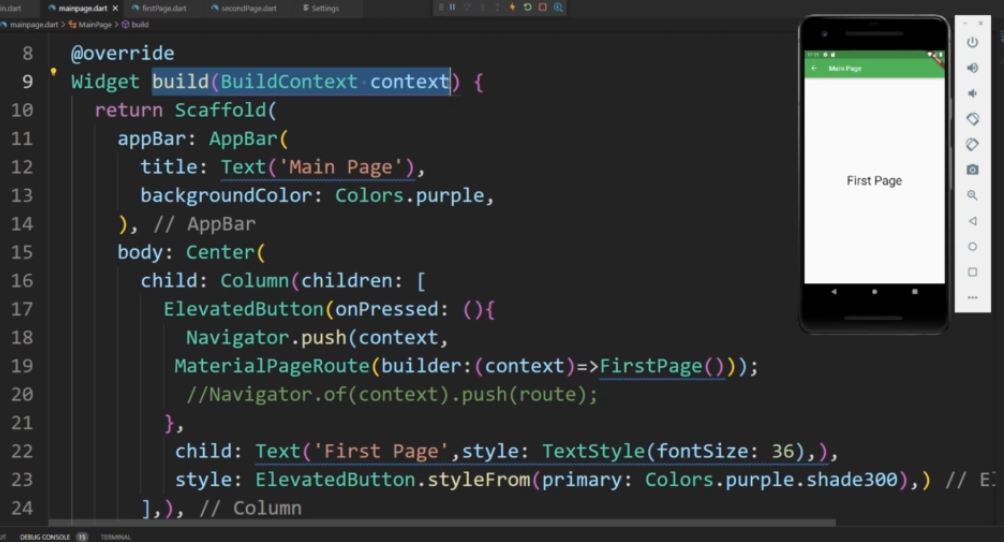 in.dart mainpage.dart × firstPage.dart secondPage.dart Settings
mainpage.dart > MainPage > build
8 @override
9 Widget build(BuildContext context) {
10 return Scaffold(
11 appBar: AppBar(
12 title: Text('Main Page'),
13 backgroundColor: Colors.purple,
14 ), // AppBar
15 body: Center(
16 child: Column(children: [
17 ElevatedButton(onPressed: (){
18 Navigator.push(context,
19 MaterialPageRoute(builder:(context)=>FirstPage()));
20 //Navigator.of(context).push(route);
21 },
22 child: Text('First Page',style: TextStyle(fontSize: 36),),
23 style: ElevatedButton.styleFrom(primary: Colors.purple.shade300),) // E
24 ],), // Column
UT DEBUG CONSOLE 15 TERMINAL
Main Page
First Page